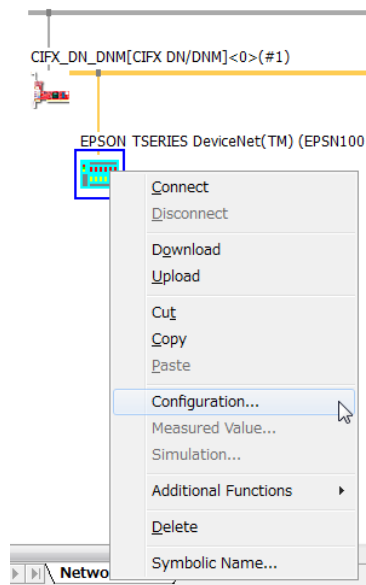 CIFX_DN_DNM[CIFX DN/DNM]<0>(#1)
EPSON TSERIES DeviceNet(TM) (EPSN100
Connect
Disconnect
Download
Upload
Cut
Copy
Paste
Configuration...
Measured Value...
Simulation...
Additional Functions
Delete
Symbolic Name...
Netwo